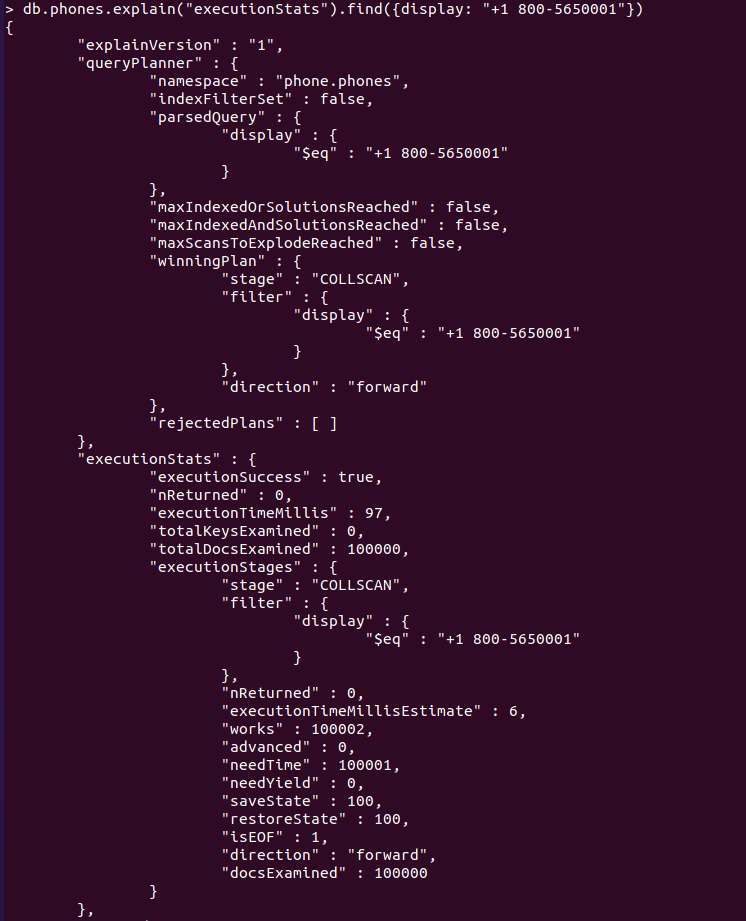 > db.phones.explain("executionStats").find({display: "+1 800-5650001"})
{
        "explainVersion" : "1",
        "queryPlanner" : {
                "namespace" : "phone.phones",
                "indexFilterSet" : false,
                "parsedQuery" : {
                        "display" : {
                                "$eq" : "+1 800-5650001"
                        }
                },
                "maxIndexedOrSolutionsReached" : false,
                "maxIndexedAndSolutionsReached" : false,
                "maxScansToExplodeReached" : false,
                "winningPlan" : {
                        "stage" : "COLLSCAN",
                        "filter" : {
                                "display" : {
                                        "$eq" : "+1 800-5650001"
                                }
                        },
                        "direction" : "forward"
                },
                "rejectedPlans" : [ ]
        },
        "executionStats" : {
                "executionSuccess" : true,
                "nReturned" : 0,
                "executionTimeMillis" : 97,
                "totalKeysExamined" : 0,
                "totalDocsExamined" : 100000,
                "executionStages" : {
                        "stage" : "COLLSCAN",
                        "filter" : {
                                "display" : {
                                        "$eq" : "+1 800-5650001"
                                }
                        },
                        "nReturned" : 0,
                        "executionTimeMillisEstimate" : 6,
                        "works" : 100002,
                        "advanced" : 0,
                        "needTime" : 100001,
                        "needYield" : 0,
                        "saveState" : 100,
                        "restoreState" : 100,
                        "isEOF" : 1,
                        "direction" : "forward",
                        "docsExamined" : 100000
                }
        },